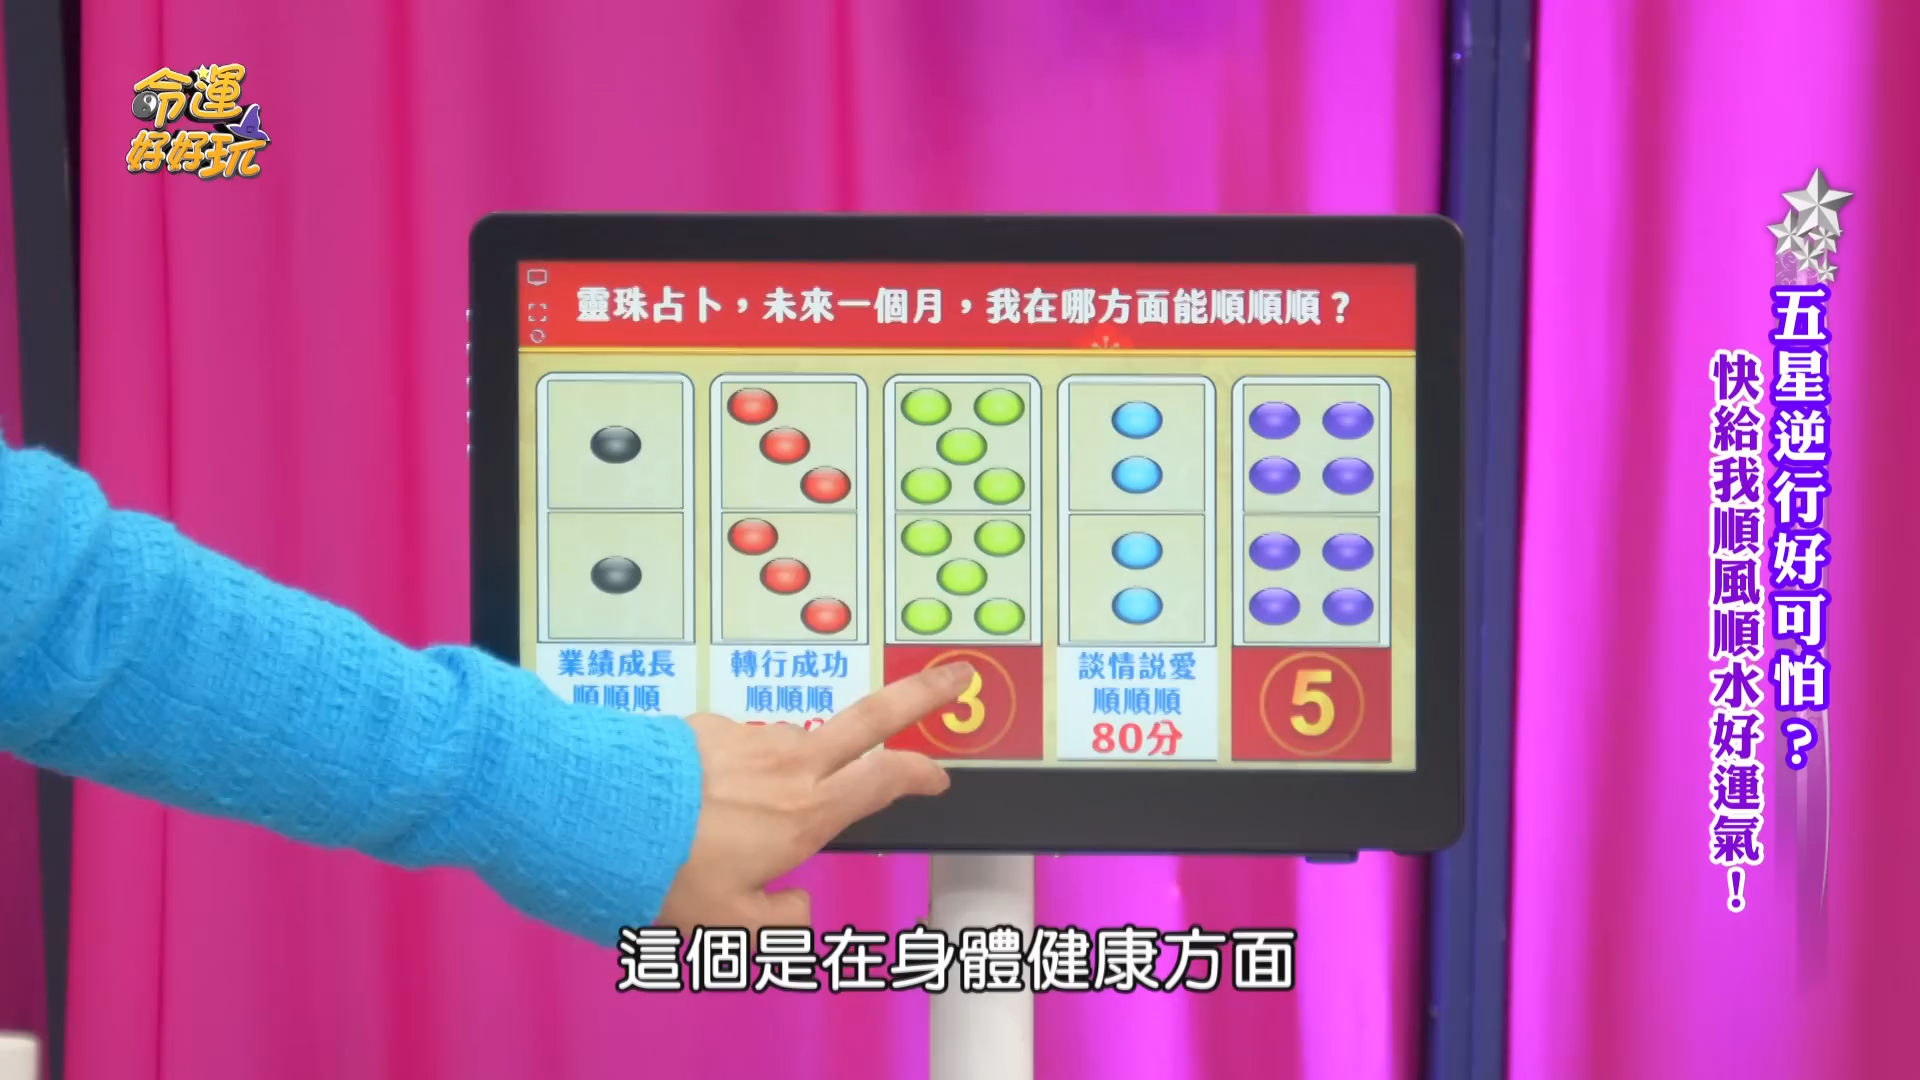 命運
好好玩
靈珠占卜，未來一個月，我在哪方面能順順順？
業績成長
順順順
轉行成功
順順順
3
談情說愛
順順順
80分
5
五星逆行好可怕？
快給我順風順水好運氣！
這個是在身體健康方面